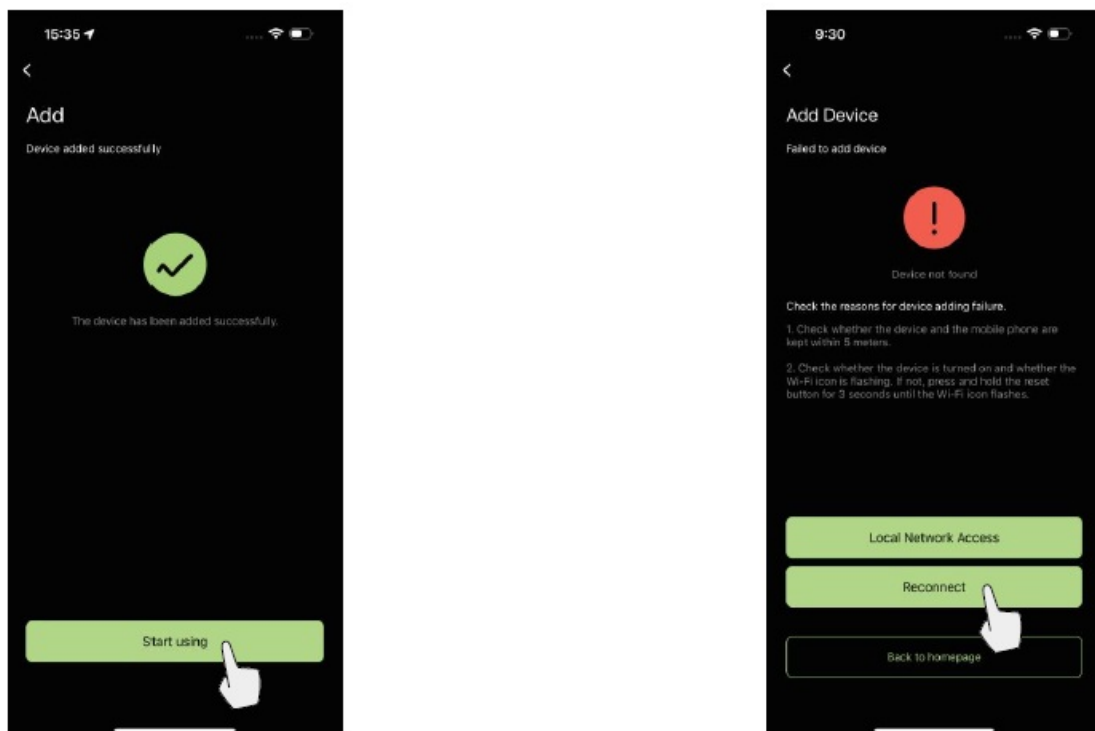 15:35
Add
Device added successfully
The device has lbeen added successfully.
Start using
9:30
Add Device
Failed to add device
!
Device not found
Check the reasons for device adding failure.
1. Check whether the device and the mobile phone are
kept within 5 meters.
2. Check whether the device is turned on and whether the
Wi-Fi icon is flashing. If not, press and hold the reset
button for 3 seconds until the Wi-Fi icon flashes.
Local Network Access
Reconnect
Back to homepage